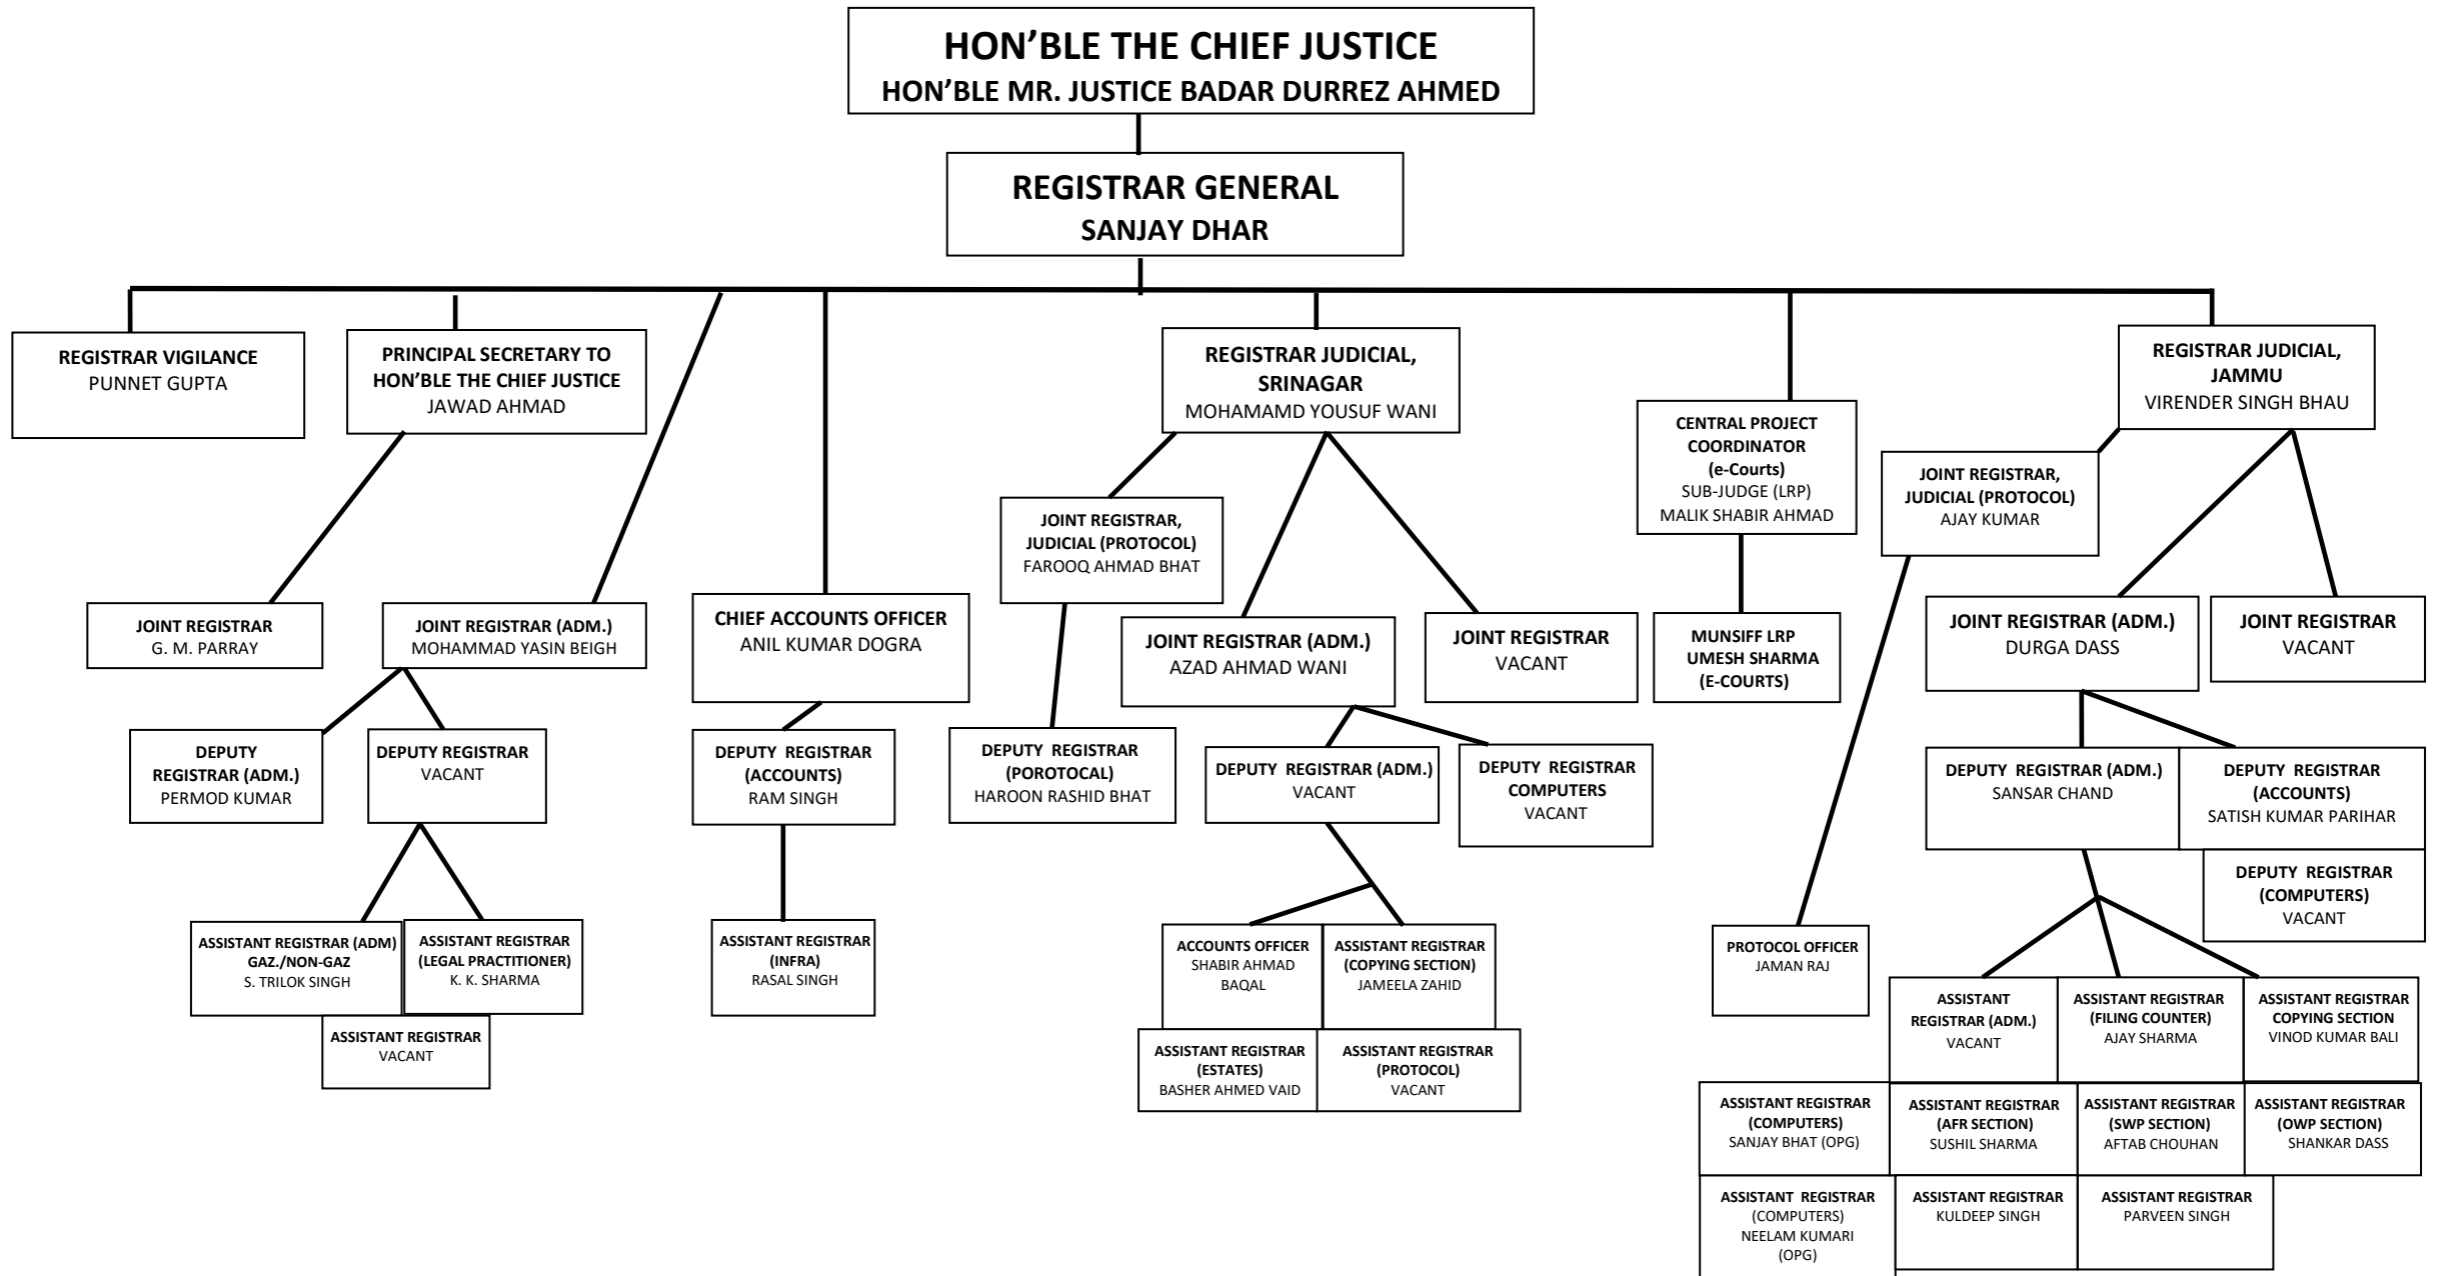 HON’BLE THE CHIEF JUSTICE
HON’BLE MR. JUSTICE BADAR DURREZ AHMED
REGISTRAR GENERAL
SANJAY DHAR
REGISTRAR VIGILANCE
PUNNET GUPTA
PRINCIPAL SECRETARY TO
HON’BLE THE CHIEF JUSTICE
JAWAD AHMAD
REGISTRAR JUDICIAL,
SRINAGAR
MOHAMAMD YOUSUF WANI
CENTRAL PROJECT
COORDINATOR
(e-Courts)
SUB-JUDGE (LRP)
MALIK SHABIR AHMAD
REGISTRAR JUDICIAL,
JAMMU
VIRENDER SINGH BHAU
JOINT REGISTRAR,
JUDICIAL (PROTOCOL)
AJAY KUMAR
JOINT REGISTRAR,
JUDICIAL (PROTOCOL)
FAROOQ AHMAD BHAT
JOINT REGISTRAR
G. M. PARRAY
JOINT REGISTRAR (ADM.)
MOHAMMAD YASIN BEIGH
CHIEF ACCOUNTS OFFICER
ANIL KUMAR DOGRA
JOINT REGISTRAR (ADM.)
AZAD AHMAD WANI
JOINT REGISTRAR
VACANT
MUNSIFF LRP
UMESH SHARMA
(E-COURTS)
JOINT REGISTRAR (ADM.)
DURGA DASS
JOINT REGISTRAR
VACANT
DEPUTY
REGISTRAR (ADM.)
PERMOD KUMAR
DEPUTY REGISTRAR
VACANT
DEPUTY REGISTRAR
(ACCOUNTS)
RAM SINGH
DEPUTY REGISTRAR
(POROTOCAL)
HAROON RASHID BHAT
DEPUTY REGISTRAR (ADM.)
VACANT
DEPUTY REGISTRAR
COMPUTERS
VACANT
DEPUTY REGISTRAR (ADM.)
SANSAR CHAND
DEPUTY REGISTRAR
(ACCOUNTS)
SATISH KUMAR PARIHAR
DEPUTY REGISTRAR
(COMPUTERS)
VACANT
ASSISTANT REGISTRAR (ADM)
GAZ./NON-GAZ
S. TRILOK SINGH
ASSISTANT REGISTRAR
(LEGAL PRACTITIONER)
K. K. SHARMA
ASSISTANT REGISTRAR
VACANT
ASSISTANT REGISTRAR
(INFRA)
RASAL SINGH
ACCOUNTS OFFICER
SHABIR AHMAD
BAQAL
ASSISTANT REGISTRAR
(COPYING SECTION)
JAMEELA ZAHID
ASSISTANT REGISTRAR
(ESTATES)
BASHER AHMED VAID
ASSISTANT REGISTRAR
(PROTOCOL)
VACANT
PROTOCOL OFFICER
JAMAN RAJ
ASSISTANT
REGISTRAR (ADM.)
VACANT
ASSISTANT REGISTRAR
(FILING COUNTER)
AJAY SHARMA
ASSISTANT REGISTRAR
COPYING SECTION
VINOD KUMAR BALI
ASSISTANT REGISTRAR
(COMPUTERS)
SANJAY BHAT (OPG)
ASSISTANT REGISTRAR
(AFR SECTION)
SUSHIL SHARMA
ASSISTANT REGISTRAR
(SWP SECTION)
AFTAB CHOUHAN
ASSISTANT REGISTRAR
(OWP SECTION)
SHANKAR DASS
ASSISTANT REGISTRAR
(COMPUTERS)
NEELAM KUMARI
(OPG)
ASSISTANT REGISTRAR
KULDEEP SINGH
ASSISTANT REGISTRAR
PARVEEN SINGH